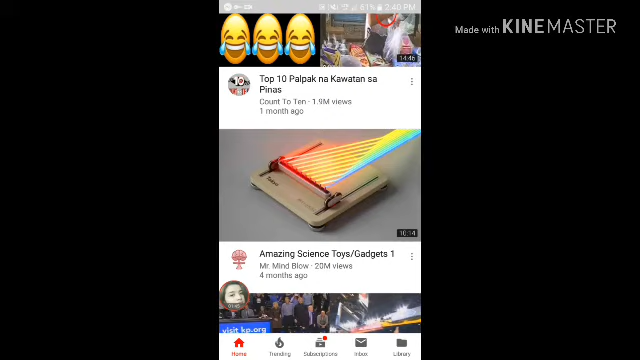 61% 2:40 PM
Made with KINEMASTER
14:46
Top 10 Palpak na Kawatan sa
Pinas
Count To Ten · 1.9M views
1 month ago
10:14
Amazing Science Toys/Gadgets 1
Mr. Mind Blow · 20M views
4 months ago
visit kp.org
Home
Trending
Subscriptions
Inbox
Library